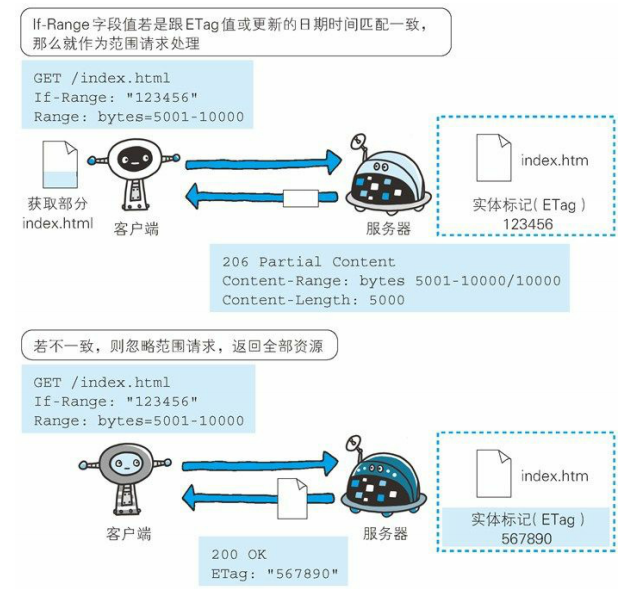 If-Range 字段值若是跟ETag 值或更新的日期时间匹配一致，
那么就作为范围请求处理
GET /index.html
If-Range: "123456"
Range: bytes=5001-10000
获取部分
index.html
客户端
服务器
index.htm
实体标记（ETag）
123456
206 Partial Content
Content-Range: bytes 5001-10000/10000
Content-Length: 5000
若不一致，则忽略范围请求，返回全部资源
GET /index.html
If-Range: "123456"
Range: bytes=5001-10000
客户端
服务器
index.htm
实体标记（ETag）
567890
200 OK
ETag: "567890"